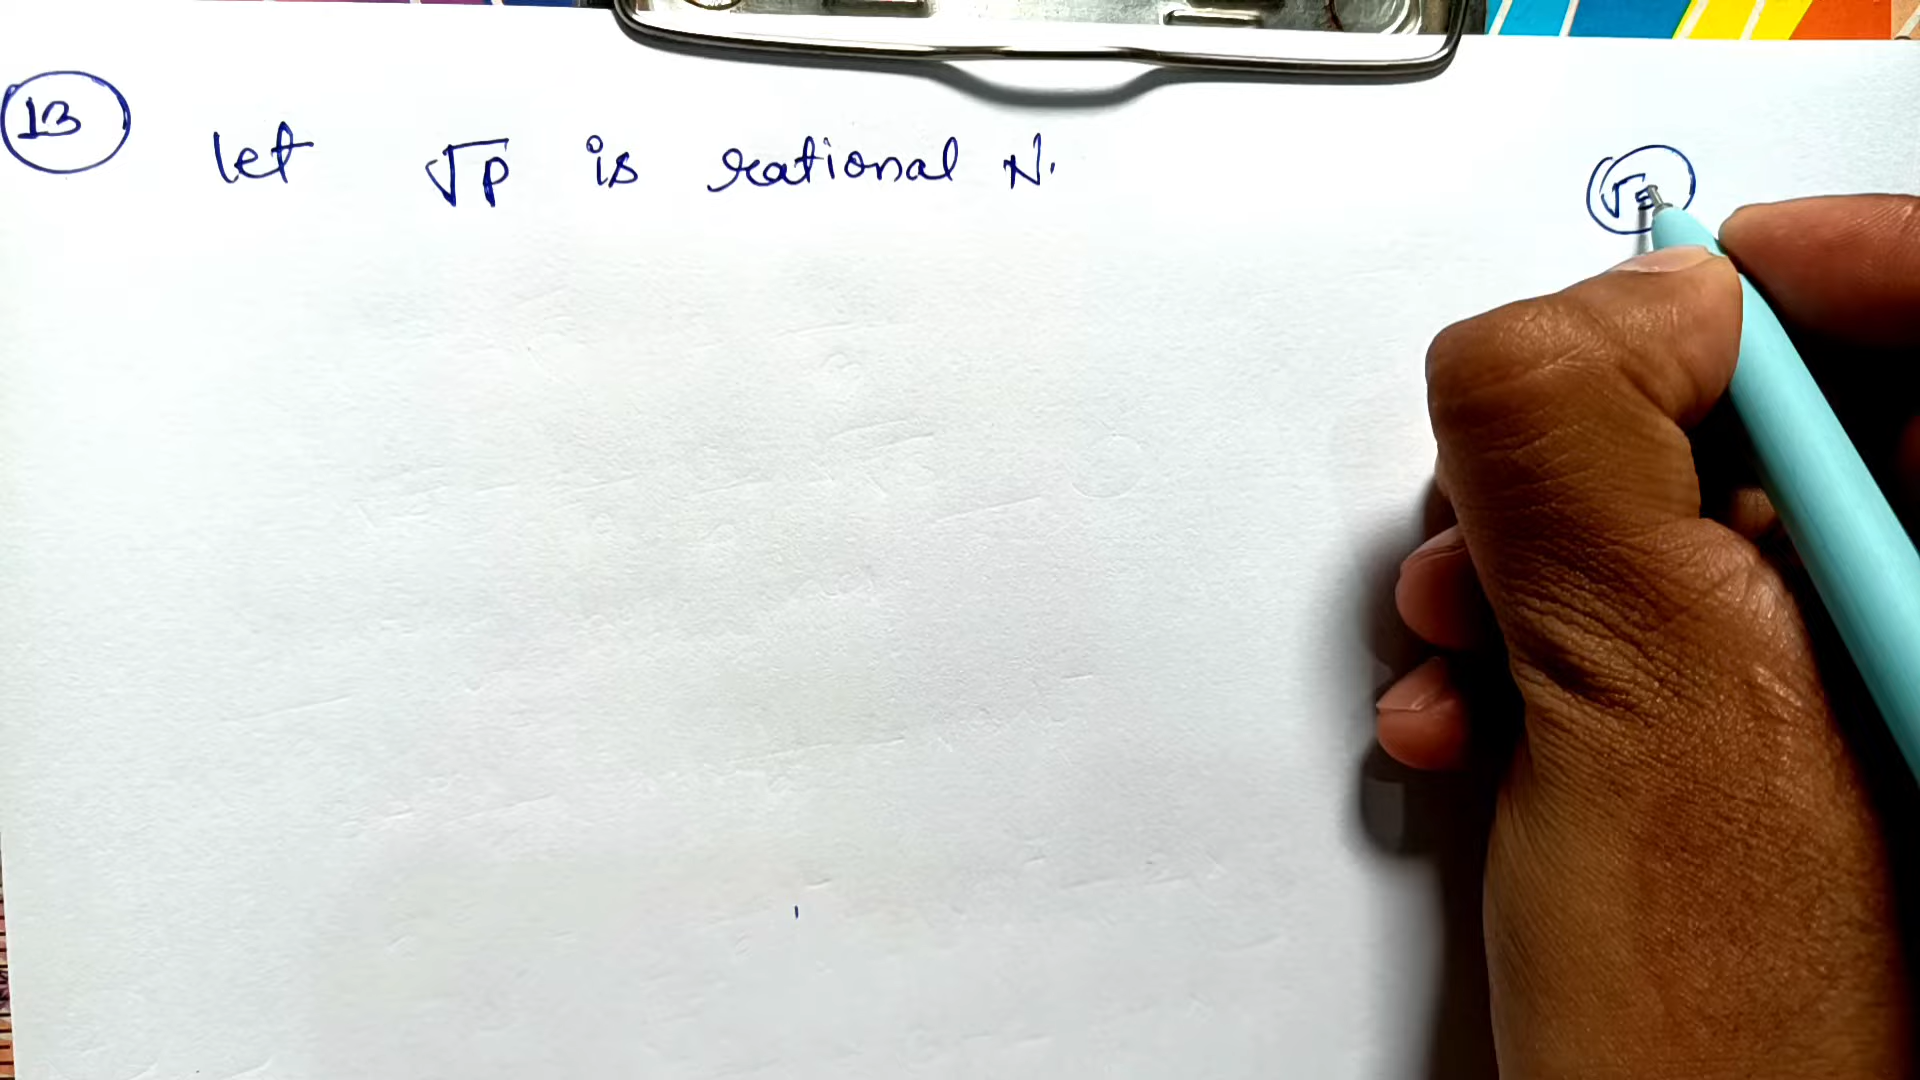 13
let √p is rational N.